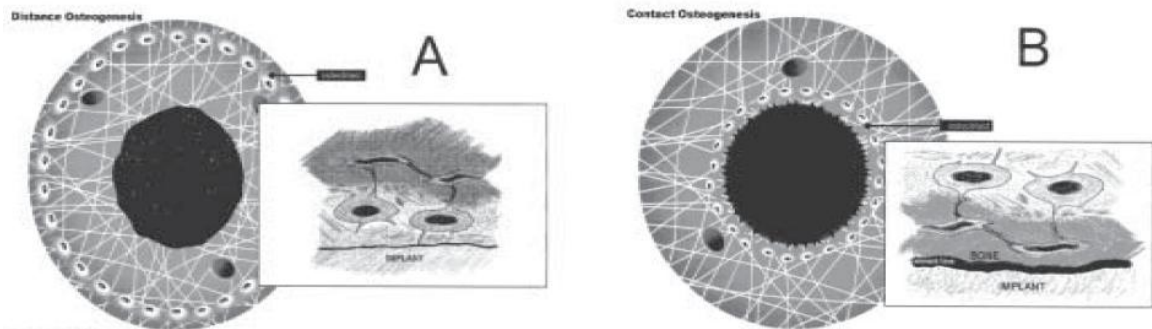 Distance Osteogenesis
A
osteoblast
IMPLANT
Contact Osteogenesis
B
osteoblast
BONE
IMPLANT